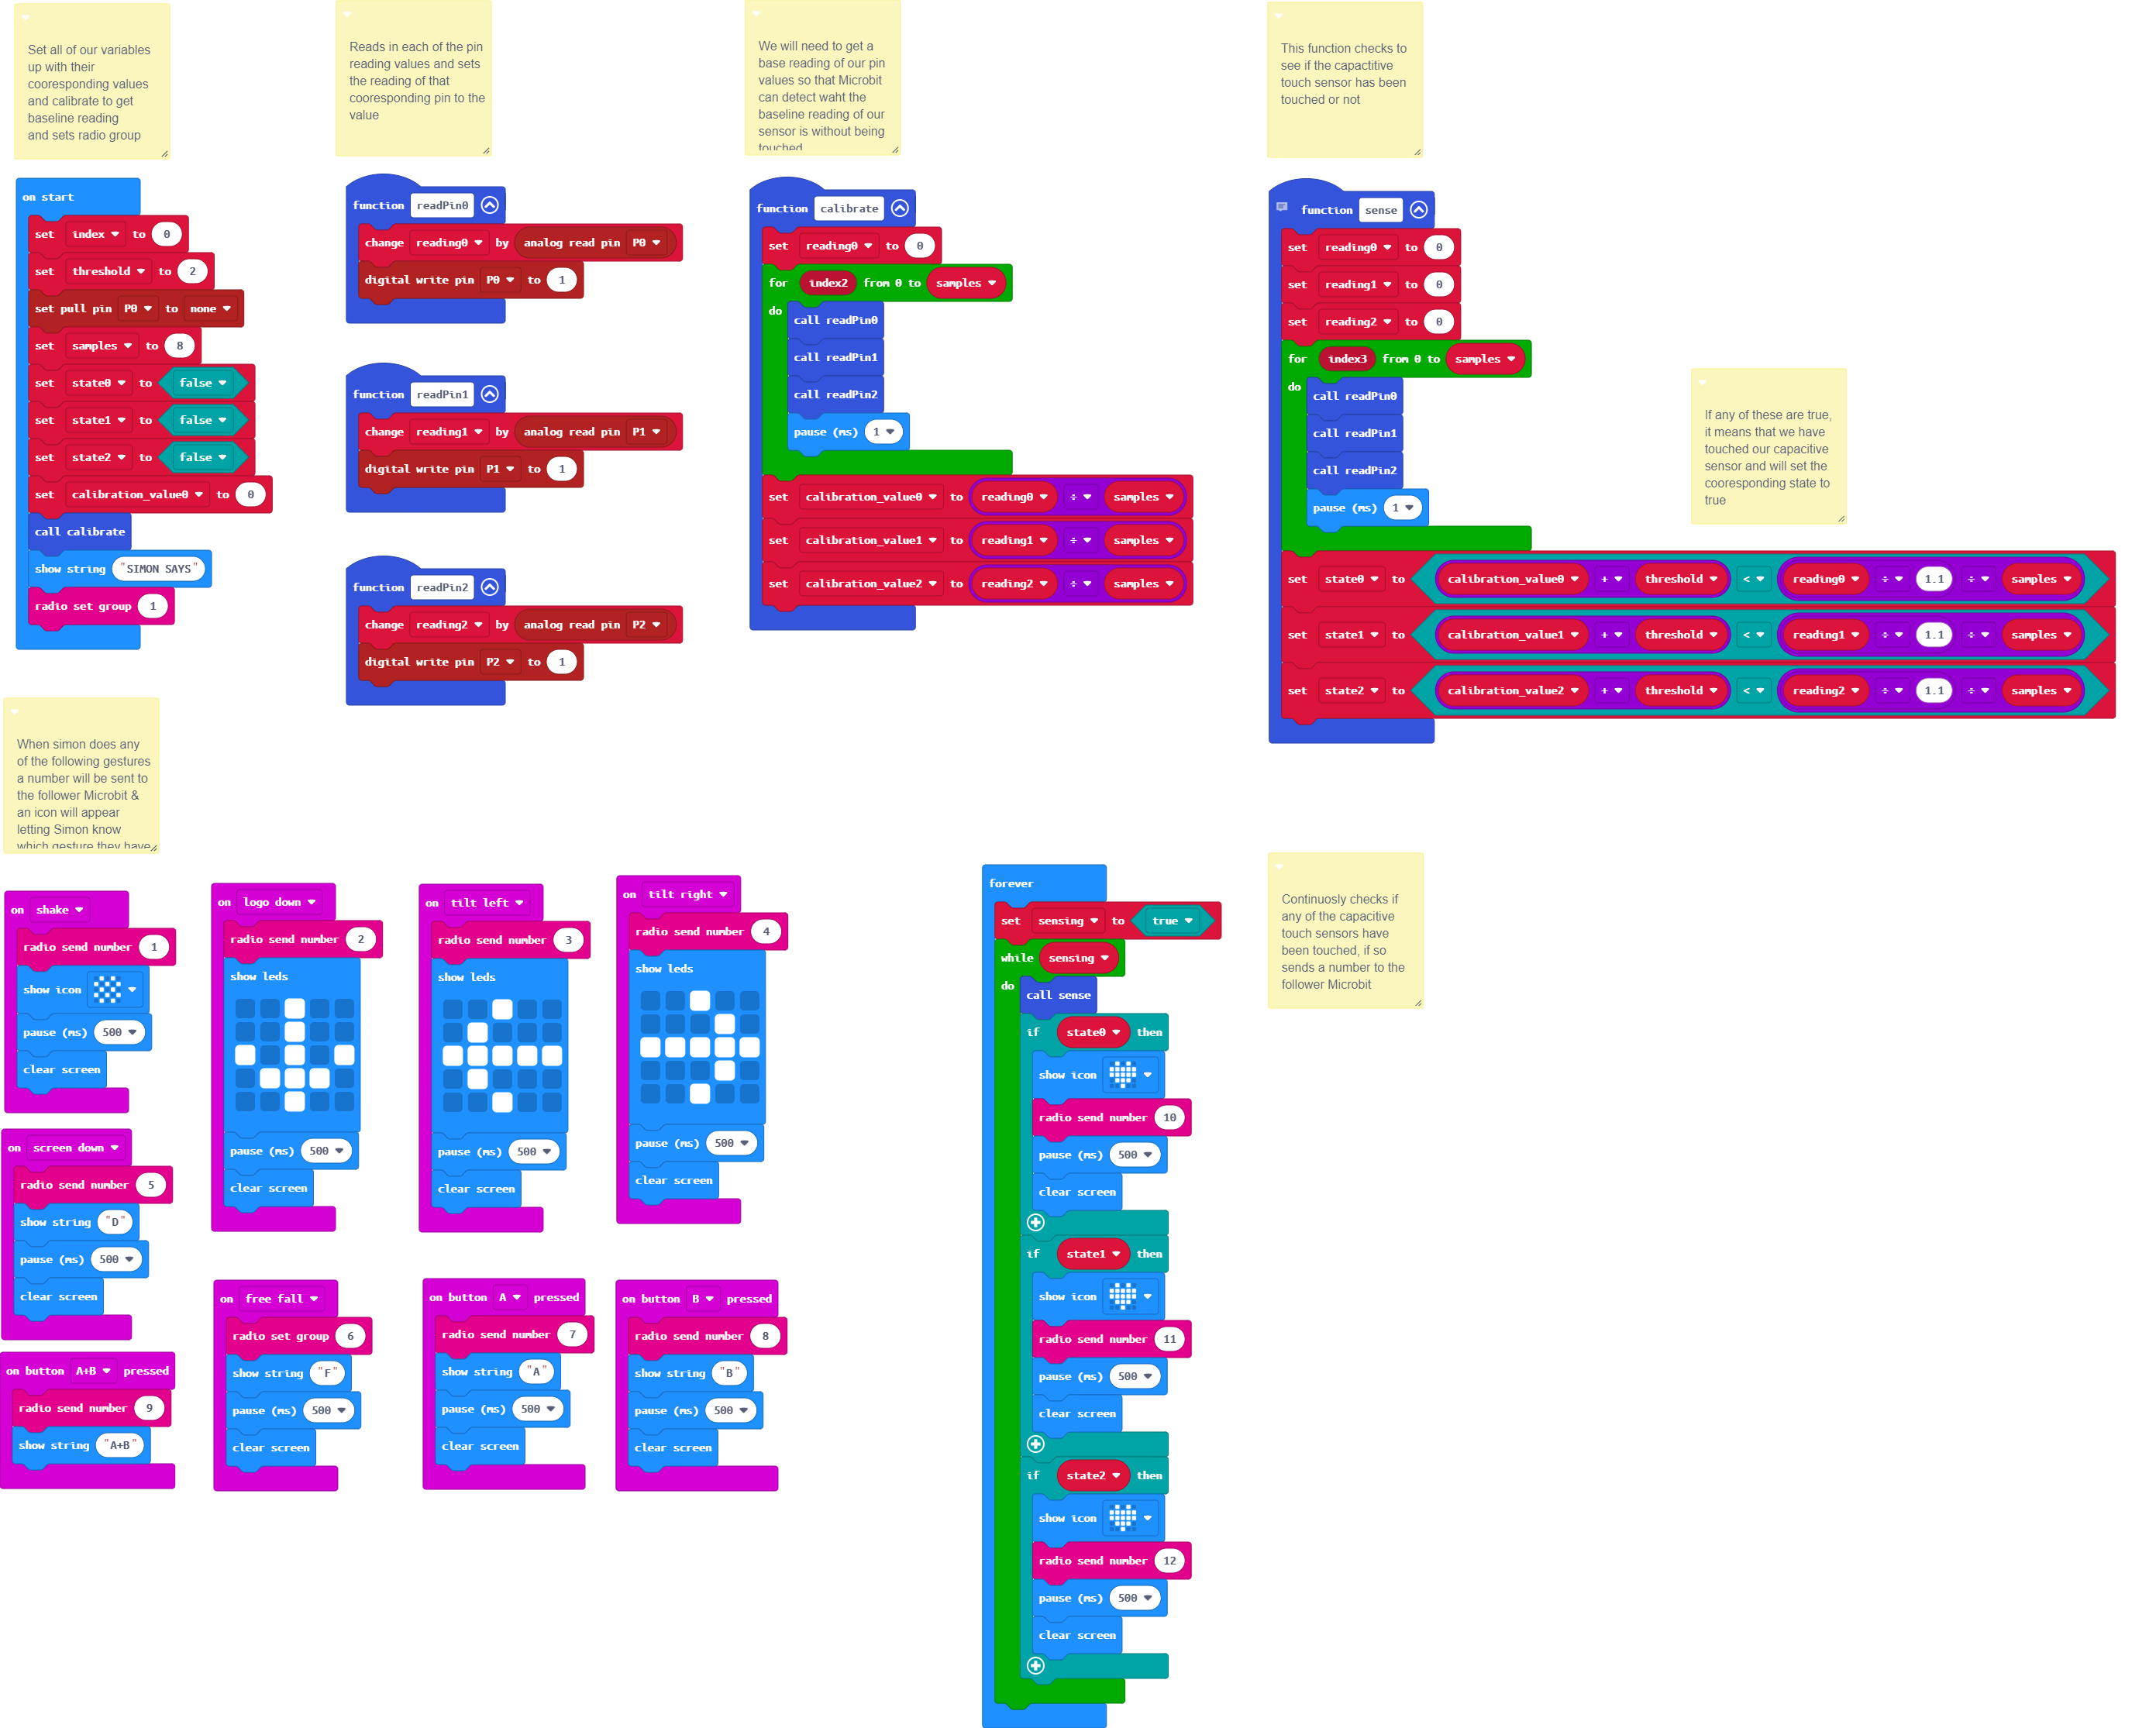 Set all of our variables
up with their
cooresponding values
and calibrate to get
baseline reading
and sets radio group
Reads in each of the pin
reading values and sets
the reading of that
cooresponding pin to the
value
We will need to get a
base reading of our pin
values so that Microbit
can detect waht the
baseline reading of our
sensor is without being
touched
This function checks to
see if the capactitive
touch sensor has been
touched or not
on start
set index to 0
set threshold to 2
set pull pin P0 to none
set samples to 8
set state0 to false
set state1 to false
set state2 to false
set calibration_value0 to 0
call calibrate
show string "SIMON SAYS"
radio set group 1
function readPin0
change reading0 by analog read pin P0
digital write pin P0 to 1
function readPin1
change reading1 by analog read pin P1
digital write pin P1 to 1
function readPin2
change reading2 by analog read pin P2
digital write pin P2 to 1
function calibrate
set reading0 to 0
for index2 from 0 to samples
do
call readPin0
call readPin1
call readPin2
pause (ms) 1
set calibration_value0 to reading0 ÷ samples
set calibration_value1 to reading1 ÷ samples
set calibration_value2 to reading2 ÷ samples
function sense
set reading0 to 0
set reading1 to 0
set reading2 to 0
for index3 from 0 to samples
do
call readPin0
call readPin1
call readPin2
pause (ms) 1
If any of these are true,
it means that we have
touched our capacitive
sensor and will set the
cooresponding state to
true
set state0 to calibration_value0 + threshold < reading0 ÷ 1.1 ÷ samples
set state1 to calibration_value1 + threshold < reading1 ÷ 1.1 ÷ samples
set state2 to calibration_value2 + threshold < reading2 ÷ 1.1 ÷ samples
When simon does any
of the following gestures
a number will be sent to
the follower Microbit &
an icon will appear
letting Simon know
which gesture they have
on shake
radio send number 1
show icon
pause (ms) 500
clear screen
on logo down
radio send number 2
show leds
pause (ms) 500
clear screen
on tilt left
radio send number 3
show leds
pause (ms) 500
clear screen
on tilt right
radio send number 4
show leds
pause (ms) 500
clear screen
on screen down
radio send number 5
show string "D"
pause (ms) 500
clear screen
on free fall
radio set group 6
show string "F"
pause (ms) 500
clear screen
on button A pressed
radio send number 7
show string "A"
pause (ms) 500
clear screen
on button B pressed
radio send number 8
show string "B"
pause (ms) 500
clear screen
on button A+B pressed
radio send number 9
show string "A+B"
forever
set sensing to true
while sensing
do
call sense
if state0 then
show icon
radio send number 10
pause (ms) 500
clear screen
if state1 then
show icon
radio send number 11
pause (ms) 500
clear screen
if state2 then
show icon
radio send number 12
pause (ms) 500
clear screen
Continuosly checks if
any of the capacitive
touch sensors have
been touched, if so
sends a number to the
follower Microbit